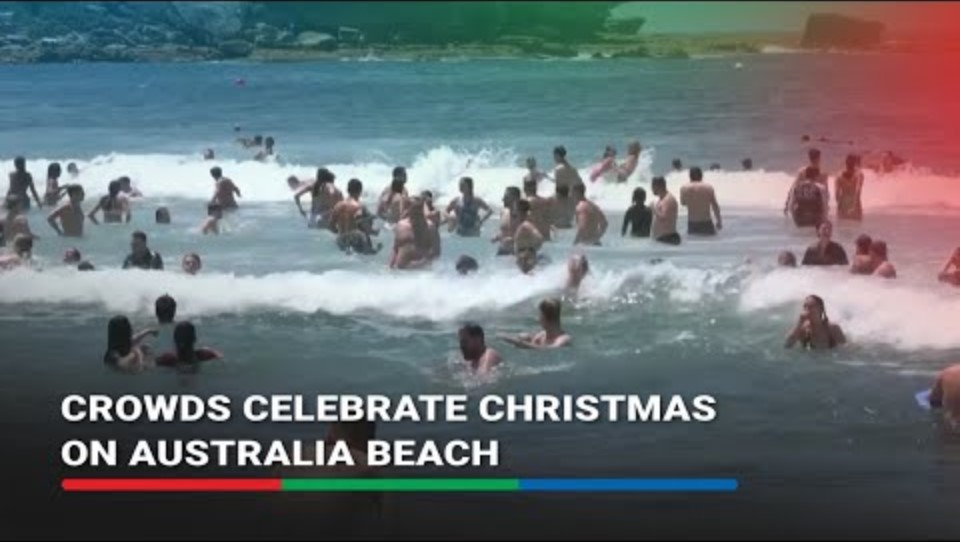 CROWDS CELEBRATE CHRISTMAS
ON AUSTRALIA BEACH